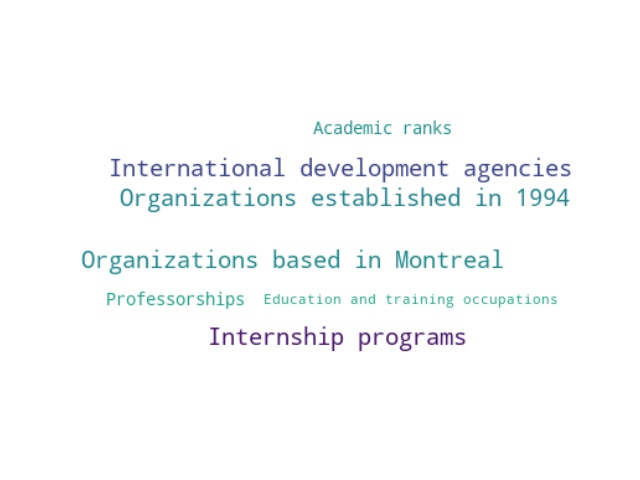 Academic ranks
International development agencies
Organizations established in 1994
Organizations based in Montreal
Professorships Education and training occupations
Internship programs